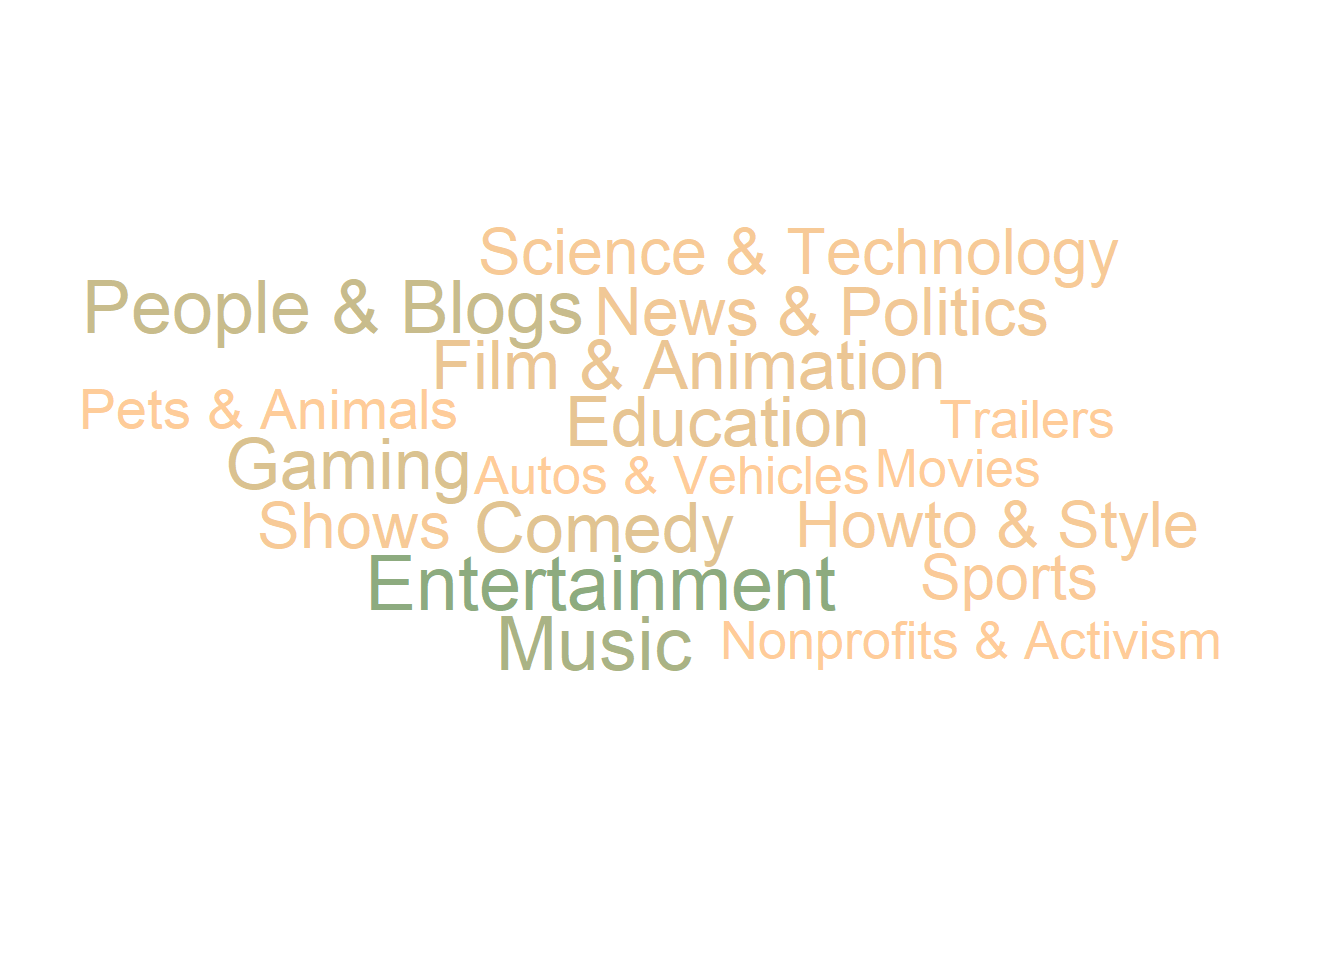 Science & Technology
People & Blogs
News & Politics
Film & Animation
Pets & Animals
Education
Trailers
Gaming
Autos & Vehicles
Movies
Shows
Comedy
Howto & Style
Entertainment
Sports
Music
Nonprofits & Activism